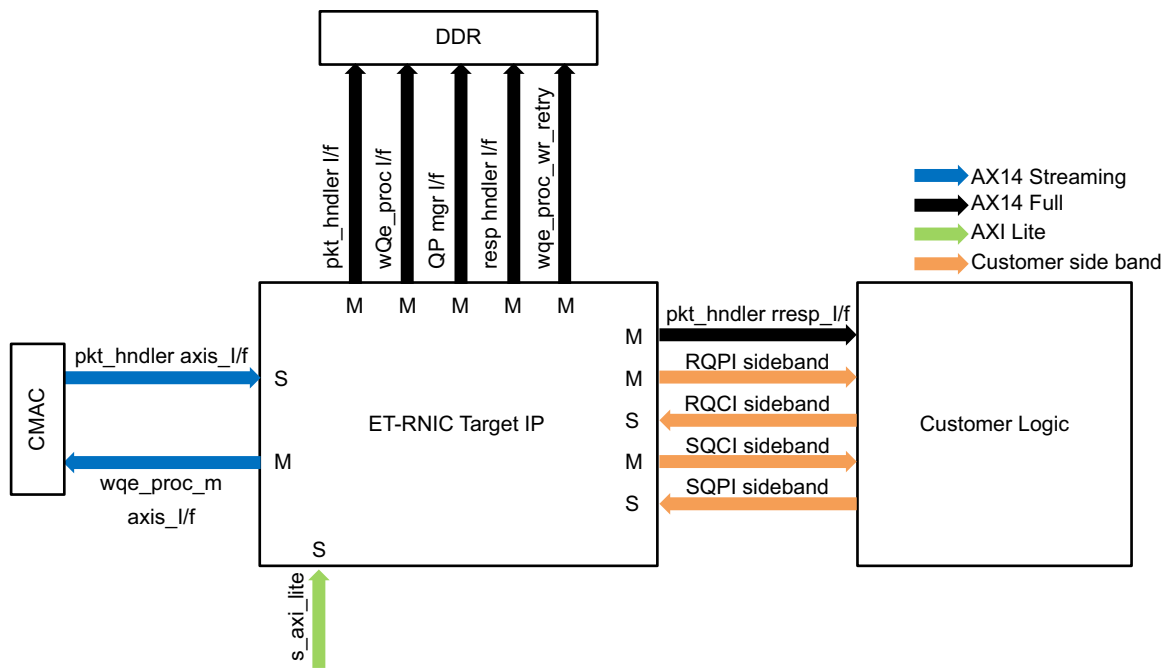 DDR
pkt_hndler I/f
wQe_proc I/f
QP mgr I/f
resp hndler I/f
wqe_proc_wr_retry
M M M M M
AX14 Streaming
AX14 Full
AXI Lite
Customer side band
CMAC
pkt_hndler axis_I/f
S
M
wqe_proc_m
axis_I/f
ET-RNIC Target IP
S
s_axi_lite
M
M
S
M
S
pkt_hndler rresp_I/f
RQPI sideband
RQCI sideband
SQCI sideband
SQPI sideband
Customer Logic